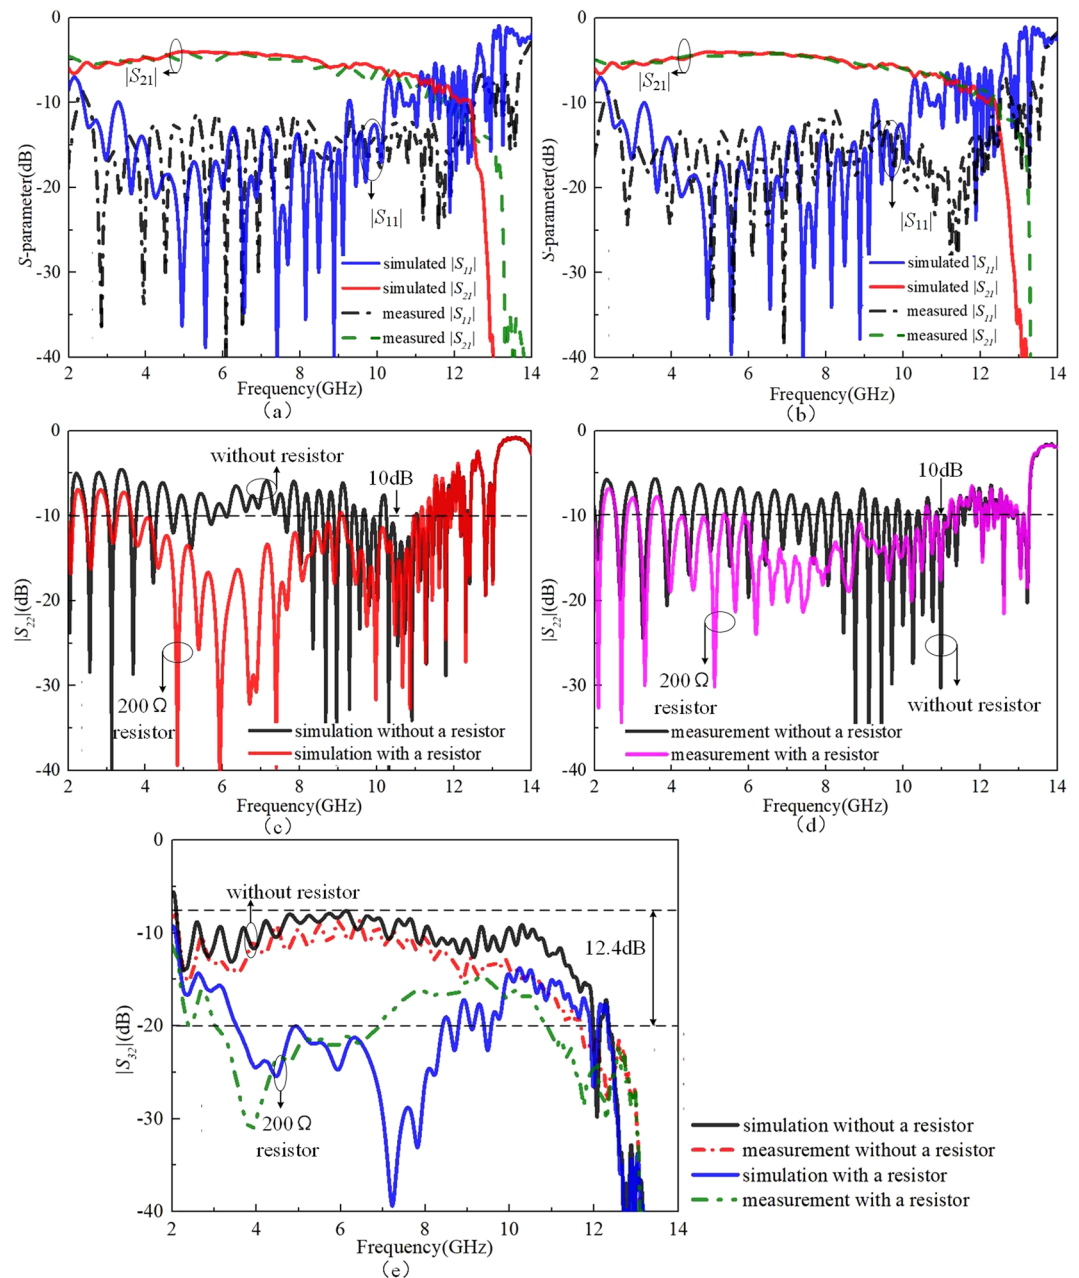 0
-10
-20
-30
-40
S-parameter(dB)
|S21|
|S11|
simulated |S11|
simulated |S21|
measured |S11|
measured |S21|
2 4 6 8 10 12 14
Frequency(GHz)
(a)
0
-10
-20
-30
-40
|S21|
|S11|
simulated |S11|
simulated |S21|
measured |S11|
measured |S21|
2 4 6 8 10 12 14
Frequency(GHz)
(b)
0
-10
-20
-30
-40
|S22|(dB)
without resistor
10dB
200 Ω
resistor
simulation without a resistor
simulation with a resistor
2 4 6 8 10 12 14
Frequency(GHz)
(c)
0
-10
-20
-30
-40
|S22|(dB)
10dB
200 Ω
resistor
without resistor
measurement without a resistor
measurement with a resistor
2 4 6 8 10 12 14
Frequency(GHz)
(d)
0
-10
-20
-30
-40
|S32|(dB)
without resistor
12.4dB
200 Ω
resistor
2 4 6 8 10 12 14
Frequency(GHz)
(e)
simulation without a resistor
measurement without a resistor
simulation with a resistor
measurement with a resistor